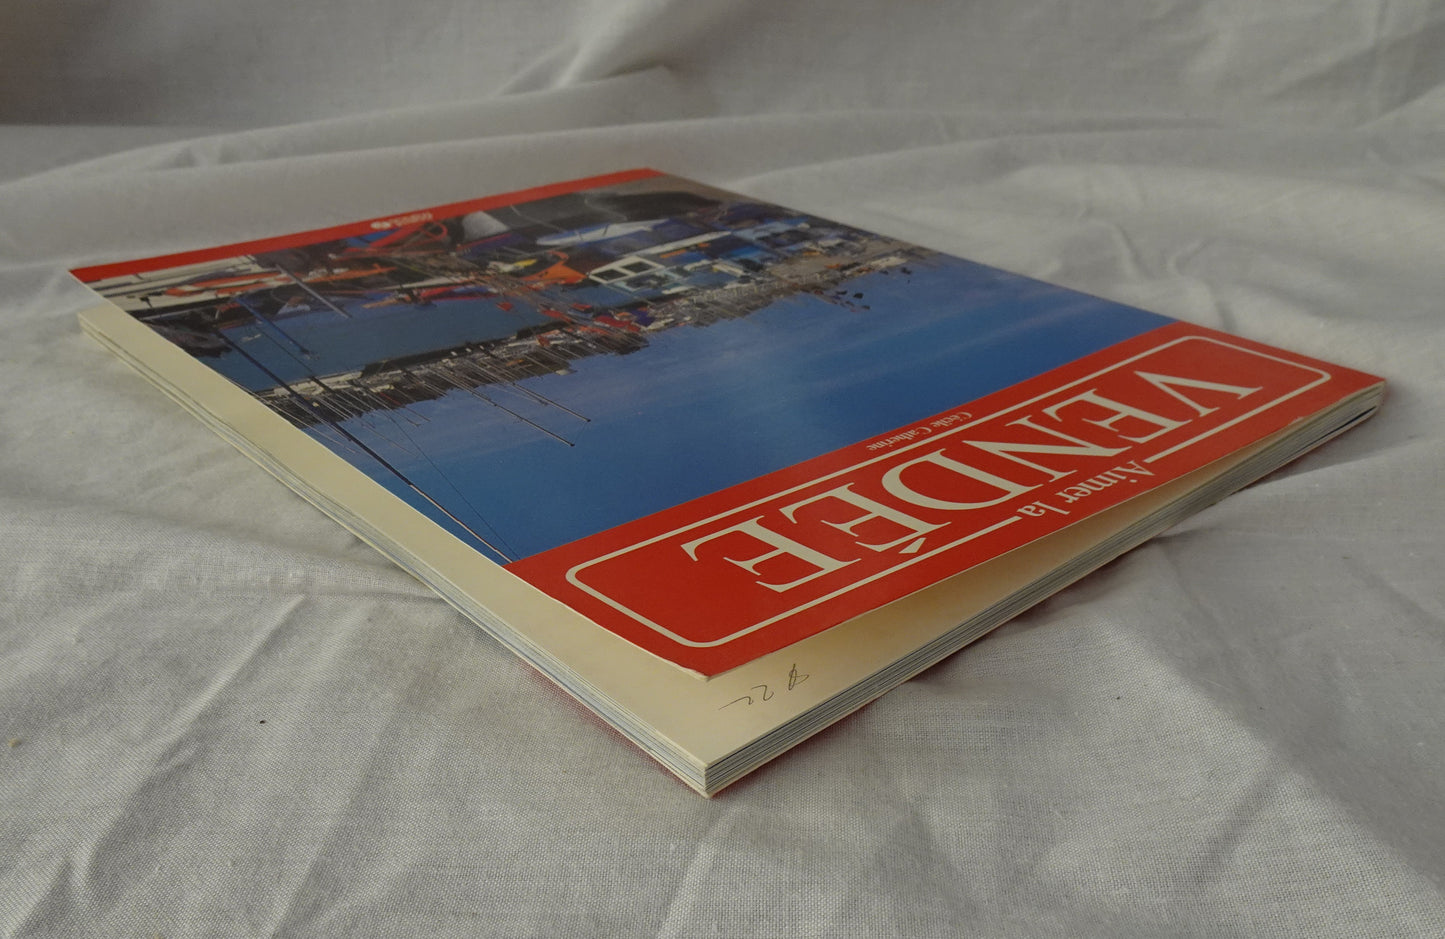 Aimer la
VENDÉE
Cécile Catherine